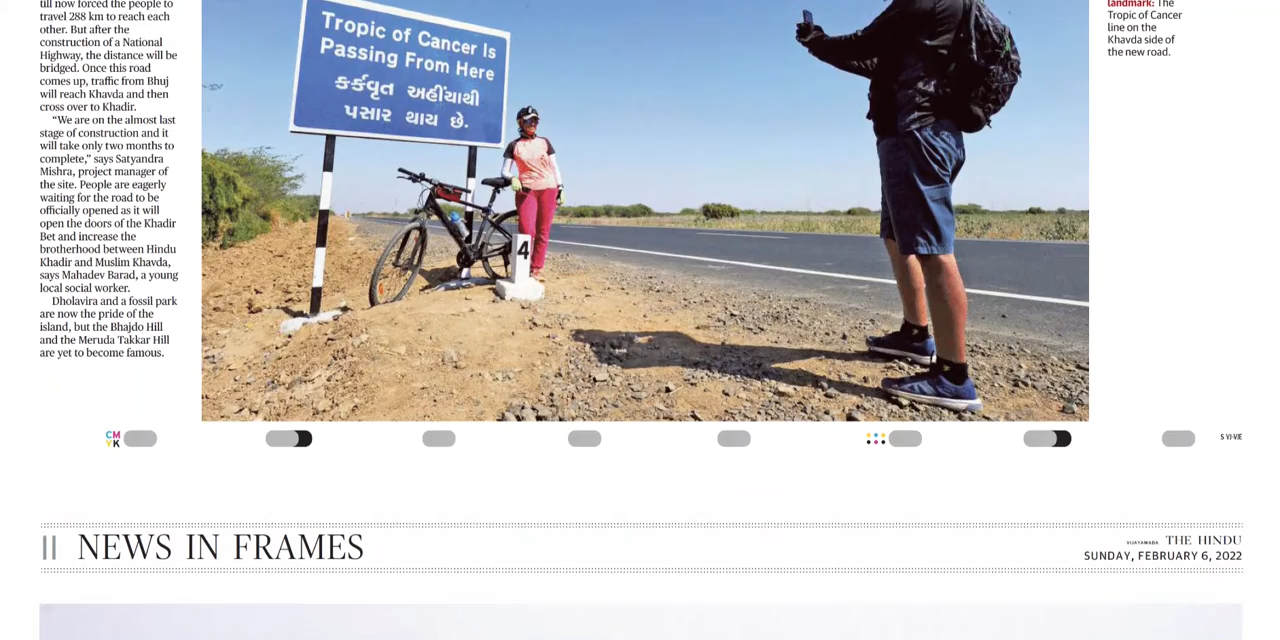 till now forced the people to
travel 288 km to reach each
other. But after the
construction of a National
Highway, the distance will be
bridged. Once this road
comes up, traffic from Bhuj
will reach Khavda and then
cross over to Khadir.
“We are on the almost last
stage of construction and it
will take only two months to
complete,” says Satyandra
Mishra, project manager of
the site. People are eagerly
waiting for the road to be
officially opened as it will
open the doors of the Khadir
Bet and increase the
brotherhood between Hindu
Khadir and Muslim Khavda,
says Mahadev Barad, a young
local social worker.
Dholavira and a fossil park
are now the pride of the
island, but the Bhajdo Hill
and the Meruda Takkar Hill
are yet to become famous.
Tropic of Cancer Is
Passing From Here
કર્કવૃત અહીંયાથી
પસાર થાય છે.
4
landmark: The
Tropic of Cancer
line on the
Khavda side of
the new road.
CM
YK
S VJ-VJE
NEWS IN FRAMES
VIJAYAWADA THE HINDU
SUNDAY, FEBRUARY 6, 2022